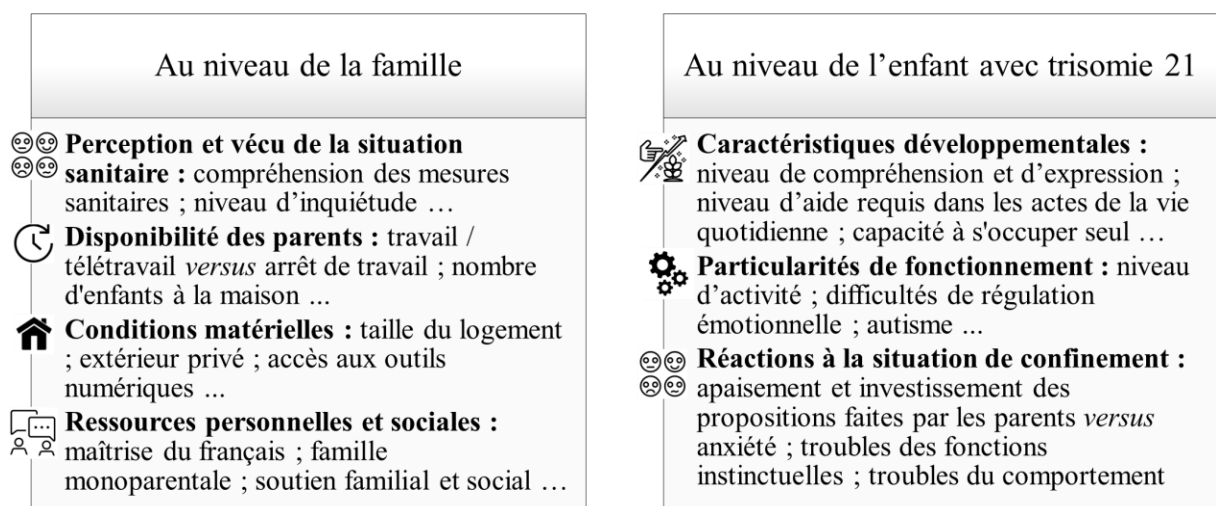 Au niveau de la famille
Perception et vécu de la situation
sanitaire : compréhension des mesures
sanitaires ; niveau d’inquiétude …
Disponibilité des parents : travail /
télétravail versus arrêt de travail ; nombre
d'enfants à la maison ...
Conditions matérielles : taille du logement
; extérieur privé ; accès aux outils
numériques ...
Ressources personnelles et sociales :
maîtrise du français ; famille
monoparentale ; soutien familial et social …
Au niveau de l’enfant avec trisomie 21
Caractéristiques développementales :
niveau de compréhension et d’expression ;
niveau d’aide requis dans les actes de la vie
quotidienne ; capacité à s'occuper seul …
Particularités de fonctionnement : niveau
d’activité ; difficultés de régulation
émotionnelle ; autisme ...
Réactions à la situation de confinement :
apaisement et investissement des
propositions faites par les parents versus
anxiété ; troubles des fonctions
instinctuelles ; troubles du comportement